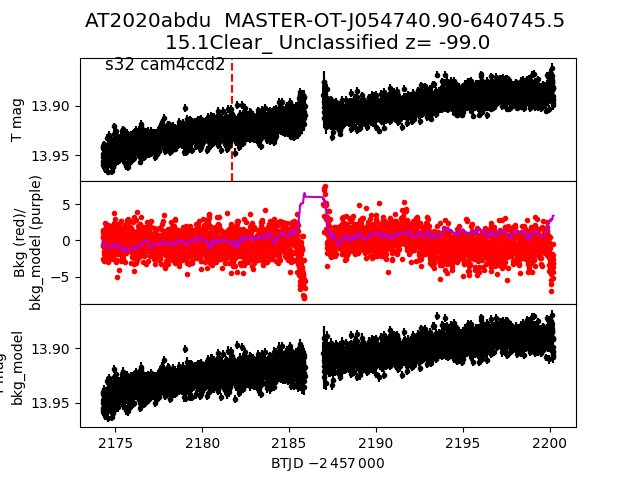 AT2020abdu  MASTER-OT-J054740.90-640745.5
15.1Clear_ Unclassified z= -99.0
s32 cam4ccd2
T mag
13.90
13.95
Bkg (red)/
bkg_model (purple)
5
0
−5
bkg_model
13.90
13.95
2175 2180 2185 2190 2195 2200
BTJD −2 457 000